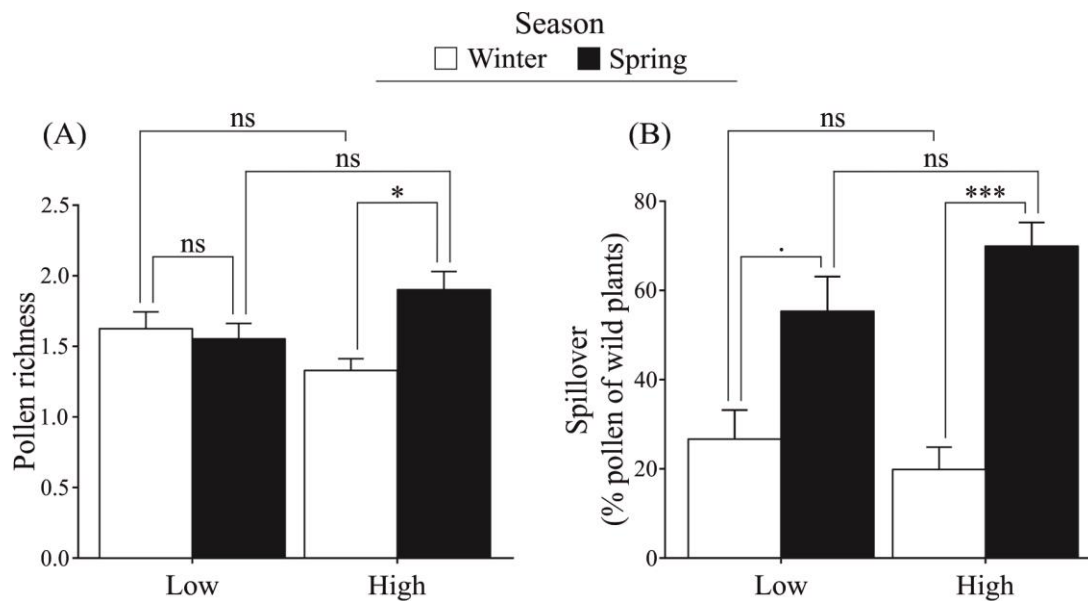 Season
Winter Spring
(A)
ns
ns
*
ns
Pollen richness
2.5
2.0
1.5
1.0
0.5
0.0
Low High
(B)
ns
ns
***
.
Spillover
(% pollen of wild plants)
80
60
40
20
0
Low High